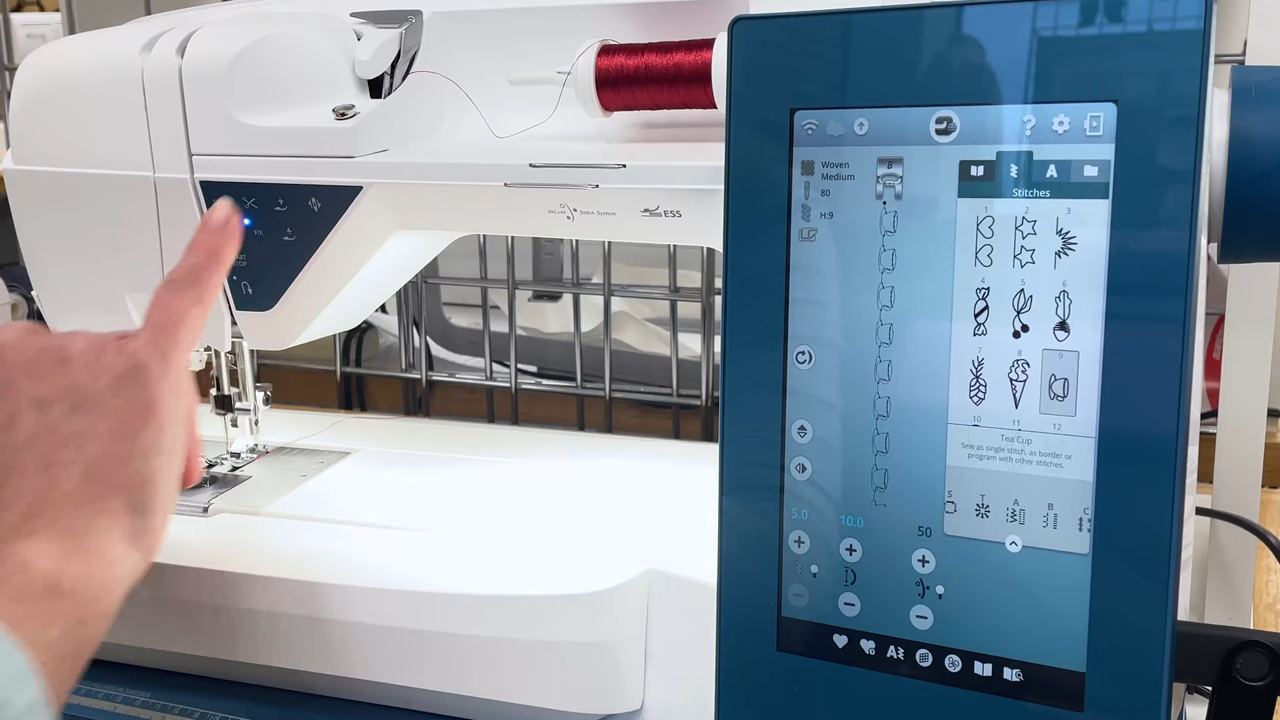 deLuxe Stitch System
ESS
FIX
Woven
Medium
80
H:9
B
A
Stitches
1
2
3
4
5
6
7
8
9
10
11
12
Tea Cup
Sew as single stitch, as border or
program with other stitches.
S
T
A
B
C
5.0
10.0
50
A